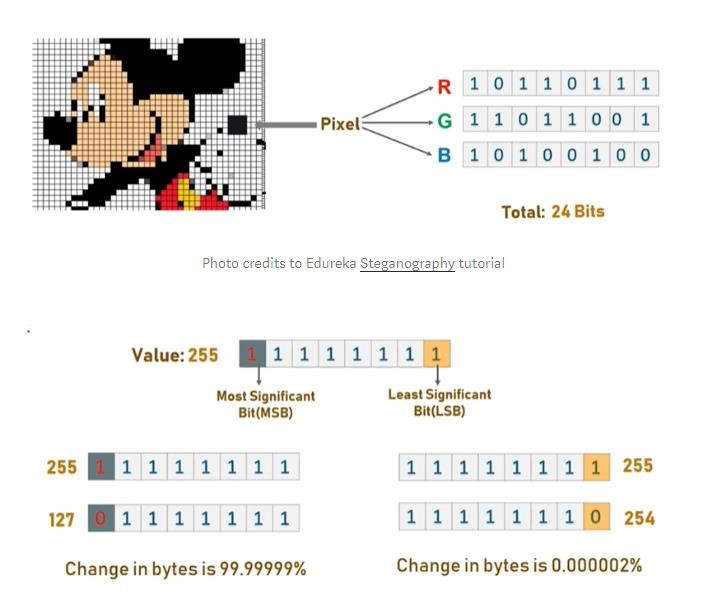 R 1 0 1 1 0 1 1 1
Pixel
G 1 1 0 1 1 0 0 1
B 1 0 1 0 0 1 0 0
Total: 24 Bits
Photo credits to Edureka Steganography tutorial
Value: 255 1 1 1 1 1 1 1 1
Most Significant
Bit(MSB)
Least Significant
Bit(LSB)
255 1 1 1 1 1 1 1 1
127 0 1 1 1 1 1 1 1
Change in bytes is 99.99999%
1 1 1 1 1 1 1 1 255
1 1 1 1 1 1 1 0 254
Change in bytes is 0.000002%